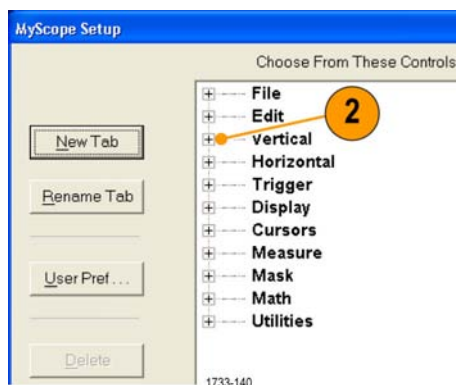 MyScope Setup
Choose From These Controls
File
Edit
2
Vertical
New Tab
Horizontal
Trigger
Rename Tab
Display
Cursors
Measure
User Pref . . .
Mask
Math
Utilities
Delete
1733-140